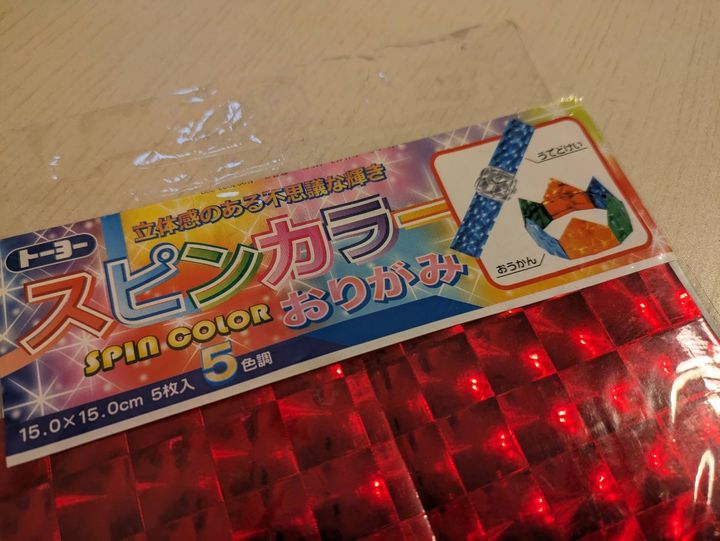 立体感のある不思議な輝き
トーヨー
スピンカラー
SPIN COLOR
おりがみ
5色調
15.0×15.0cm 5枚入
うでどけい
おうかん